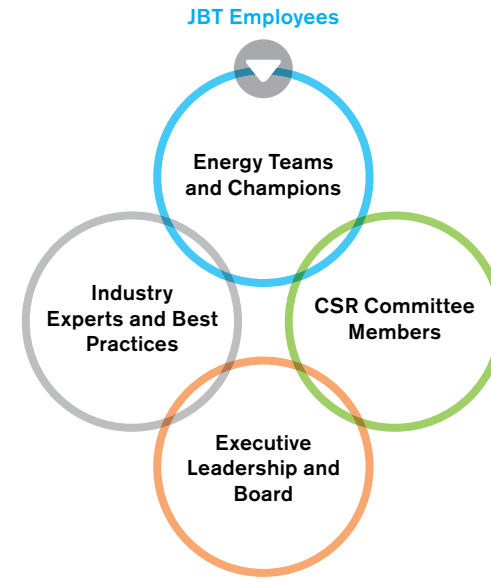 JBT Employees
Energy Teams
and Champions
Industry
Experts and Best
Practices
CSR Committee
Members
Executive
Leadership and
Board